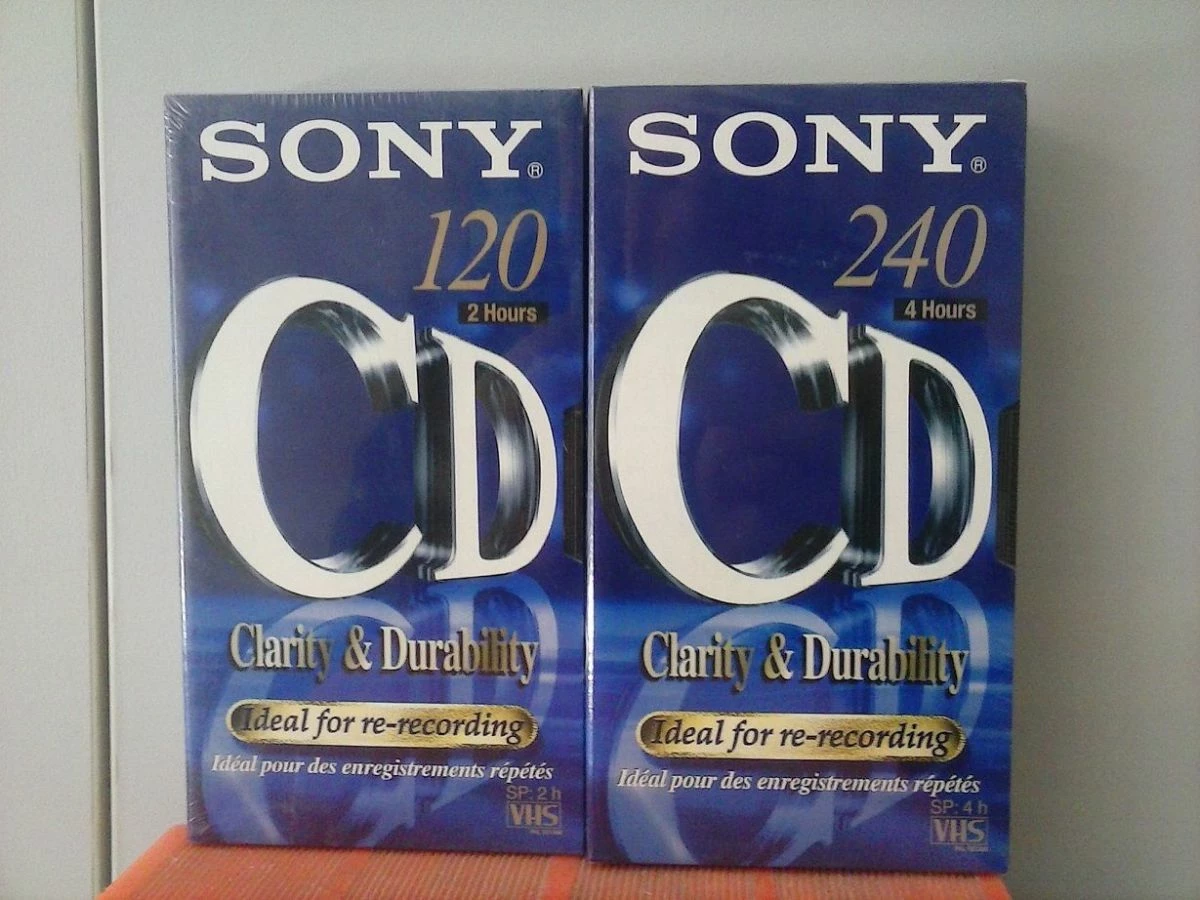 SONY®
120
2 Hours
CD
Clarity & Durability
Ideal for re-recording
Idéal pour des enregistrements répétés
SP: 2 h
VHS
SONY®
240
4 Hours
CD
Clarity & Durability
Ideal for re-recording
Idéal pour des enregistrements répétés
SP: 4 h
VHS